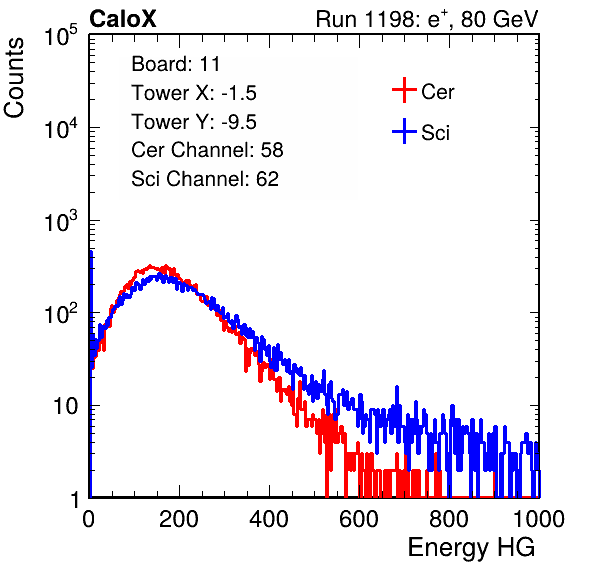 CaloX Run 1198: e⁺, 80 GeV
Counts
Board: 11
Tower X: -1.5
Tower Y: -9.5
Cer Channel: 58
Sci Channel: 62
Cer
Sci
10⁵
10⁴
10³
10²
10
1
0 200 400 600 800 1000
Energy HG